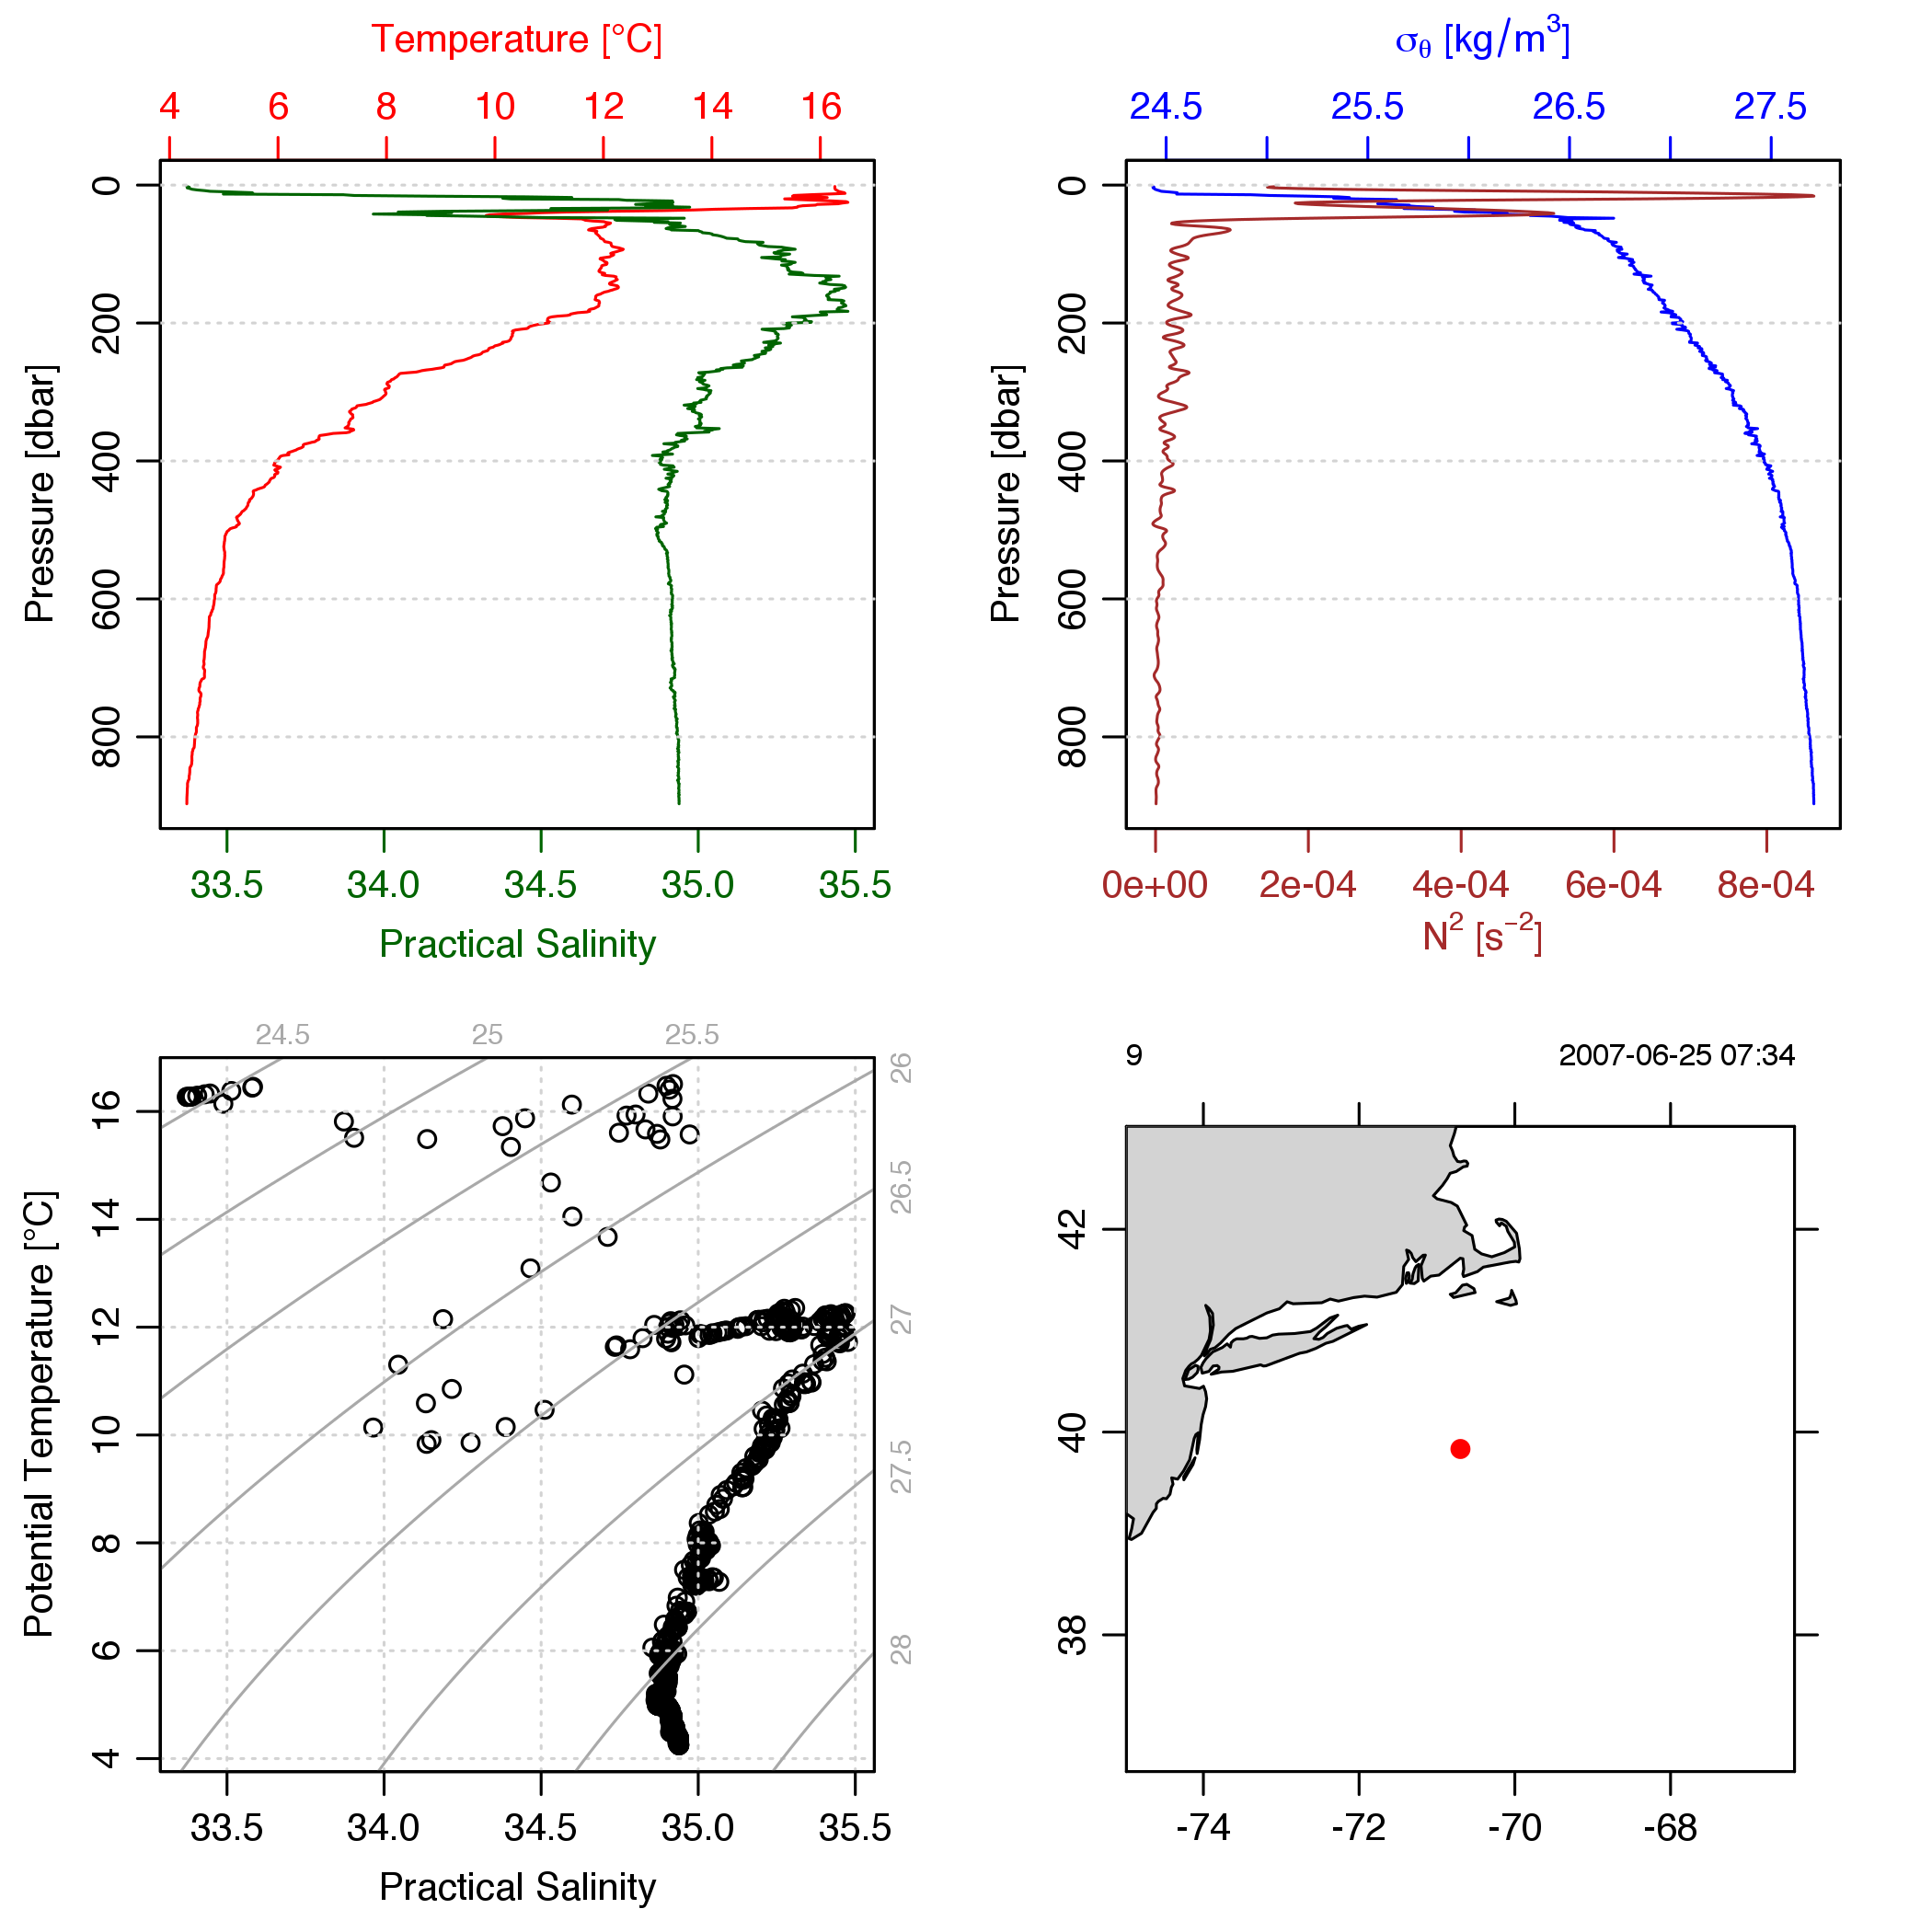 Temperature [°C]
4 6 8 10 12 14 16
Pressure [dbar]
0 200 400 600 800
33.5 34.0 34.5 35.0 35.5
Practical Salinity
σθ [kg/m³]
24.5 25.5 26.5 27.5
Pressure [dbar]
0 200 400 600 800
0e+00 2e-04 4e-04 6e-04 8e-04
N² [s⁻²]
24.5 25 25.5
26 26.5 27 27.5 28
Potential Temperature [°C]
16 14 12 10 8 6 4
33.5 34.0 34.5 35.0 35.5
Practical Salinity
9 2007-06-25 07:34
42 40 38
-74 -72 -70 -68